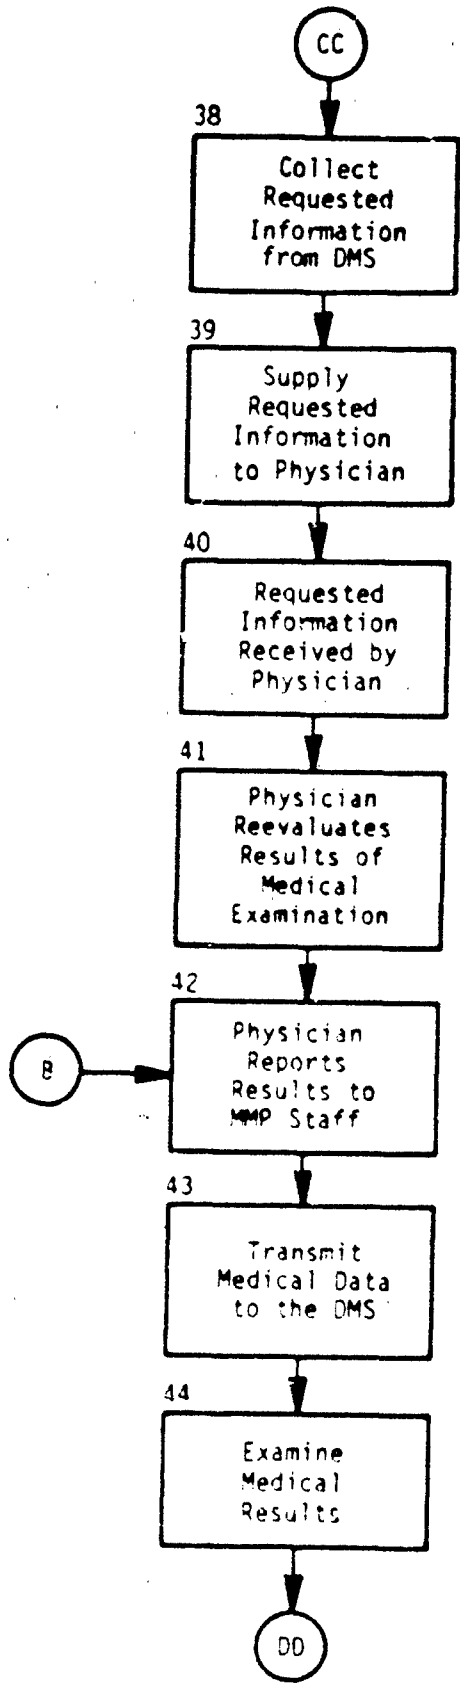 CC
38
Collect
Requested
Information
from DMS
39
Supply
Requested
Information
to Physician
40
Requested
Information
Received by
Physician
41
Physician
Reevaluates
Results of
Medical
Examination
42
Physician
Reports
Results to
MMP Staff
B
43
Transmit
Medical Data
to the DMS
44
Examine
Medical
Results
DD